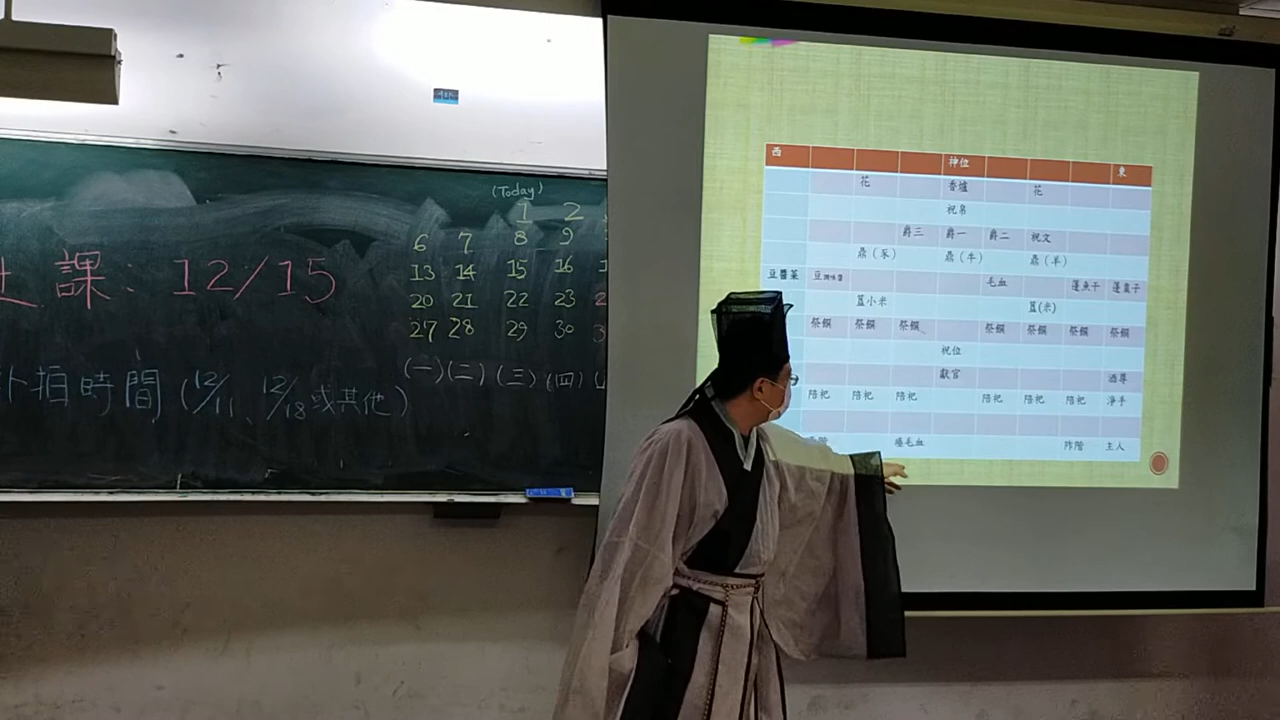 (Today)
1 2
6 7 8 9
13 14 15 16
20 21 22 23
27 28 29 30
(一)(二)(三)(四)
社課：12/15
拍時間(12/11、12/18或其他)
西 神位 東
花 香爐 花
祝帛
爵三 爵一 爵二 祝文
鼎(豕) 鼎(牛) 鼎(羊)
豆醬菜 豆 毛血 籩魚干 籩棗子
簋小米 簋(米)
祭饌 祭饌 祭饌 祭饌 祭饌 祭饌 祭饌
祝位
獻官 酒尊
陪祀 陪祀 陪祀 陪祀 陪祀 陪祀 淨手
瘞毛血 阼階 主人